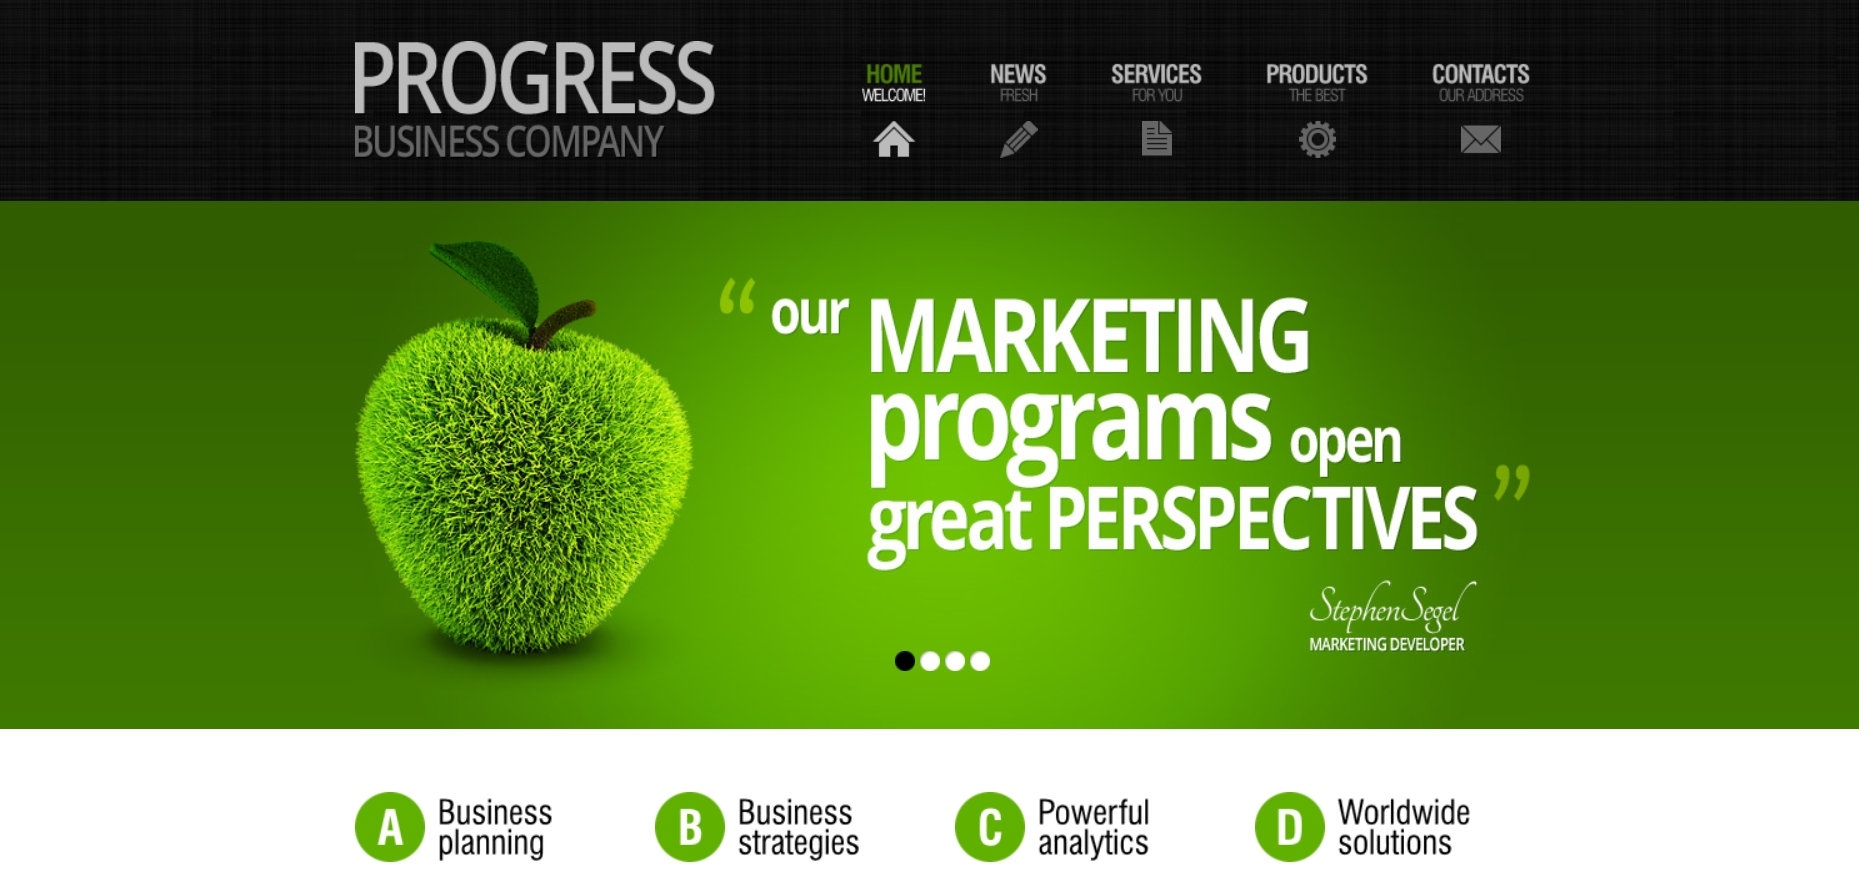 PROGRESS
BUSINESS COMPANY
HOME
WELCOME!
NEWS
FRESH
SERVICES
FOR YOU
PRODUCTS
THE BEST
CONTACTS
OUR ADDRESS
“ our MARKETING
programs open
great PERSPECTIVES ”
Stephen Segel
MARKETING DEVELOPER
A Business
planning
B Business
strategies
C Powerful
analytics
D Worldwide
solutions